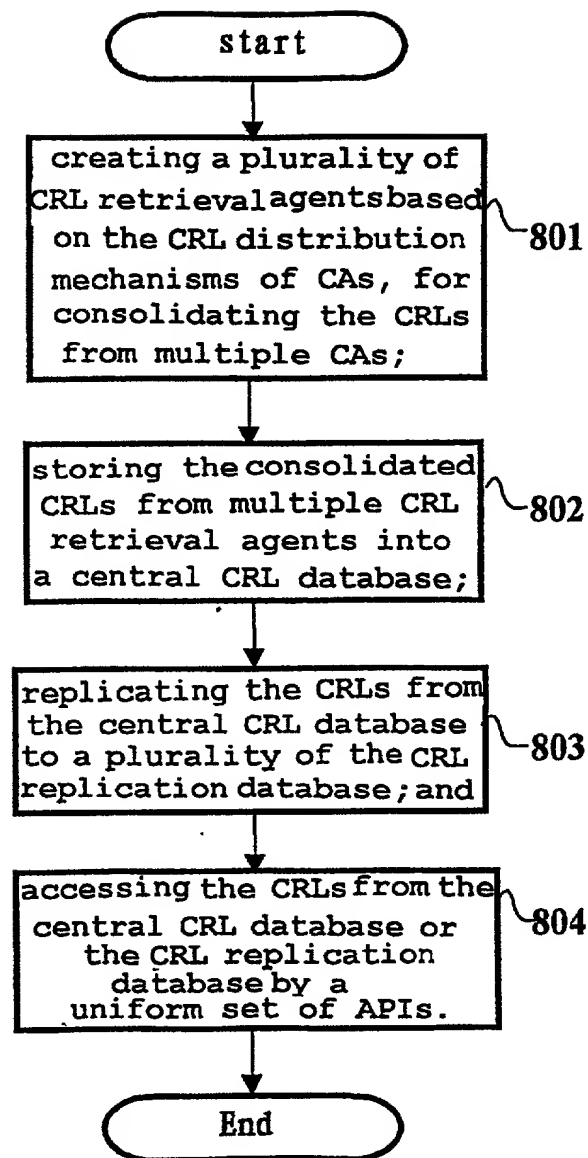 start
creating a plurality of
CRL retrieval agents based
on the CRL distribution
mechanisms of CAs, for
consolidating the CRLs
from multiple CAs;
801
storing the consolidated
CRLs from multiple CRL
retrieval agents into
a central CRL database;
802
replicating the CRLs from
the central CRL database
to a plurality of the CRL
replication database; and
803
accessing the CRLs from the
central CRL database or
the CRL replication
database by a
uniform set of APIs.
804
End